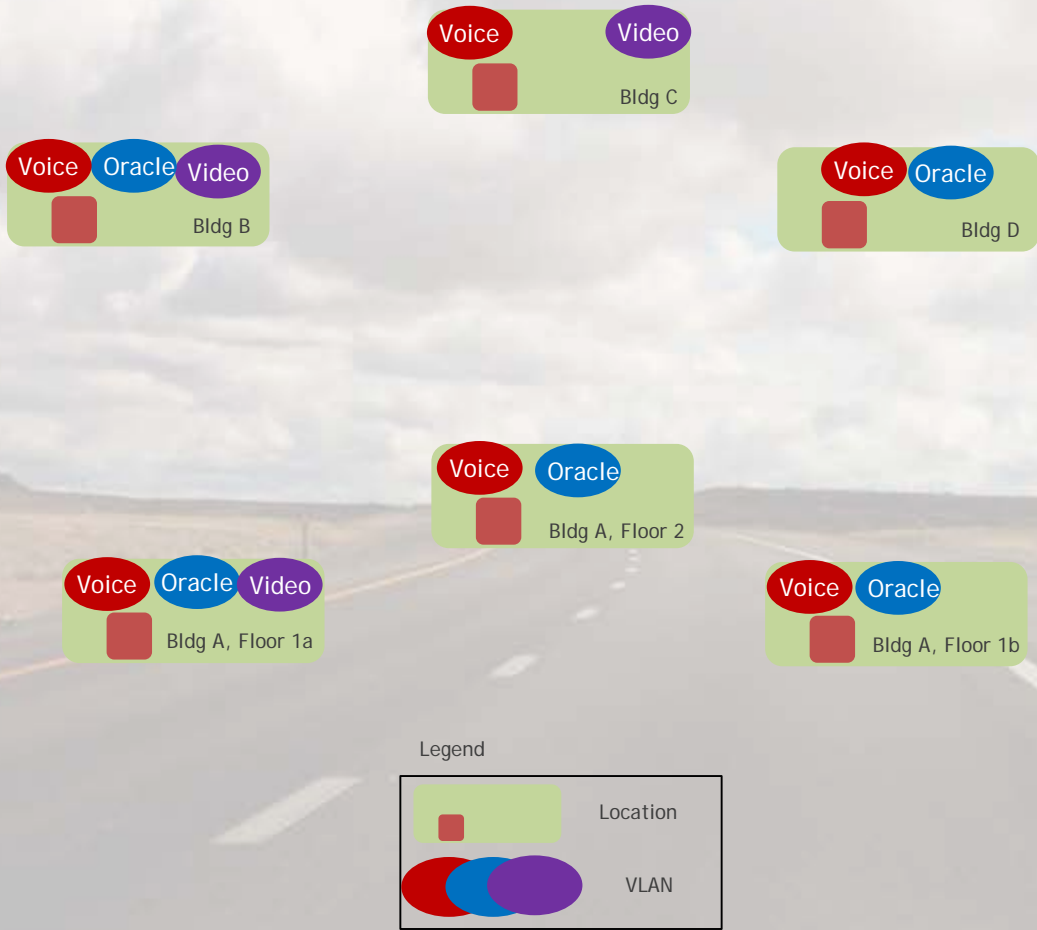 Voice
Video
Bldg C
Voice
Oracle
Video
Bldg B
Voice
Oracle
Bldg D
Voice
Oracle
Bldg A, Floor 2
Voice
Oracle
Video
Bldg A, Floor 1a
Voice
Oracle
Bldg A, Floor 1b
Legend
Location
VLAN